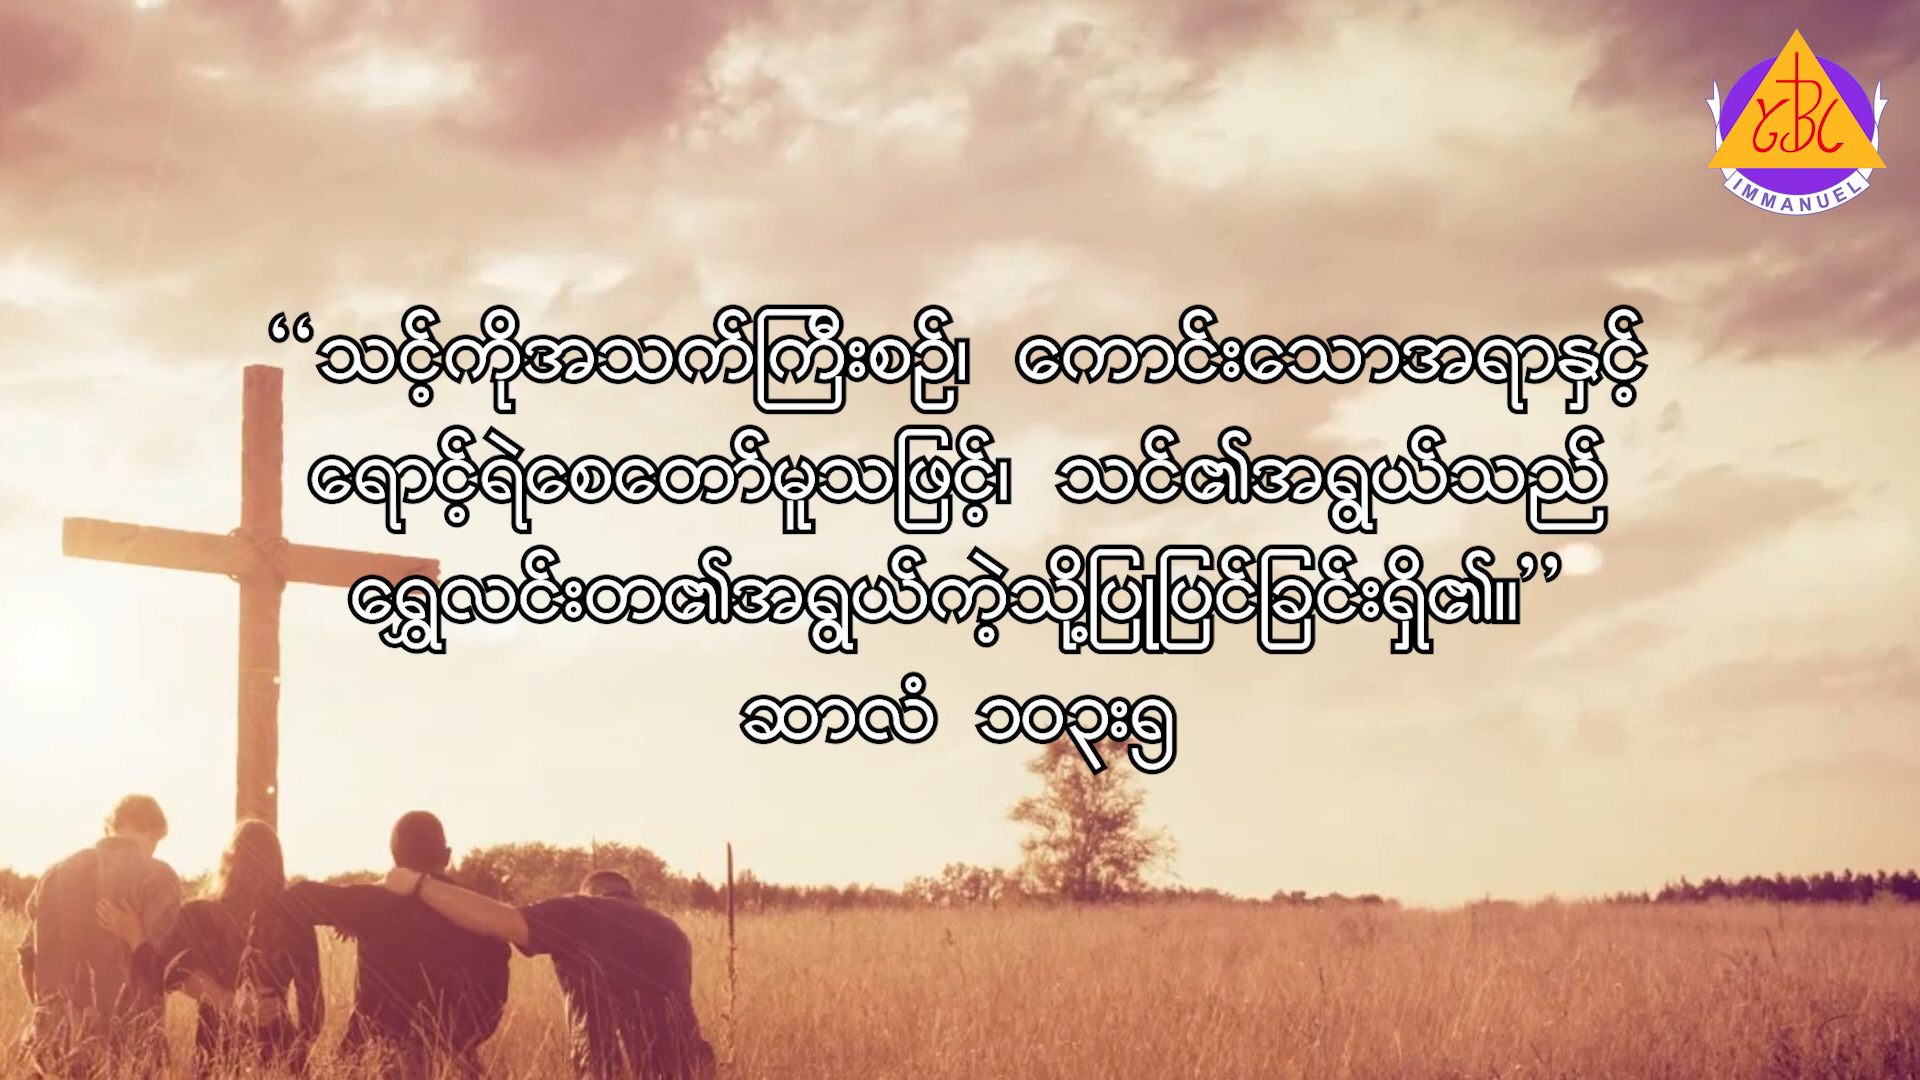 YBC
IMMANUEL
“သင့်ကိုအသက်ကြီးစဉ်၊ ကောင်းသောအရာနှင့်
ရောင့်ရဲစေတော်မူသဖြင့်၊ သင်၏အရွယ်သည်
ရွှေလင်းတ၏အရွယ်ကဲ့သို့ပြုပြင်ခြင်းရှိ၏။”
ဆာလံ ၁၀၃း၅